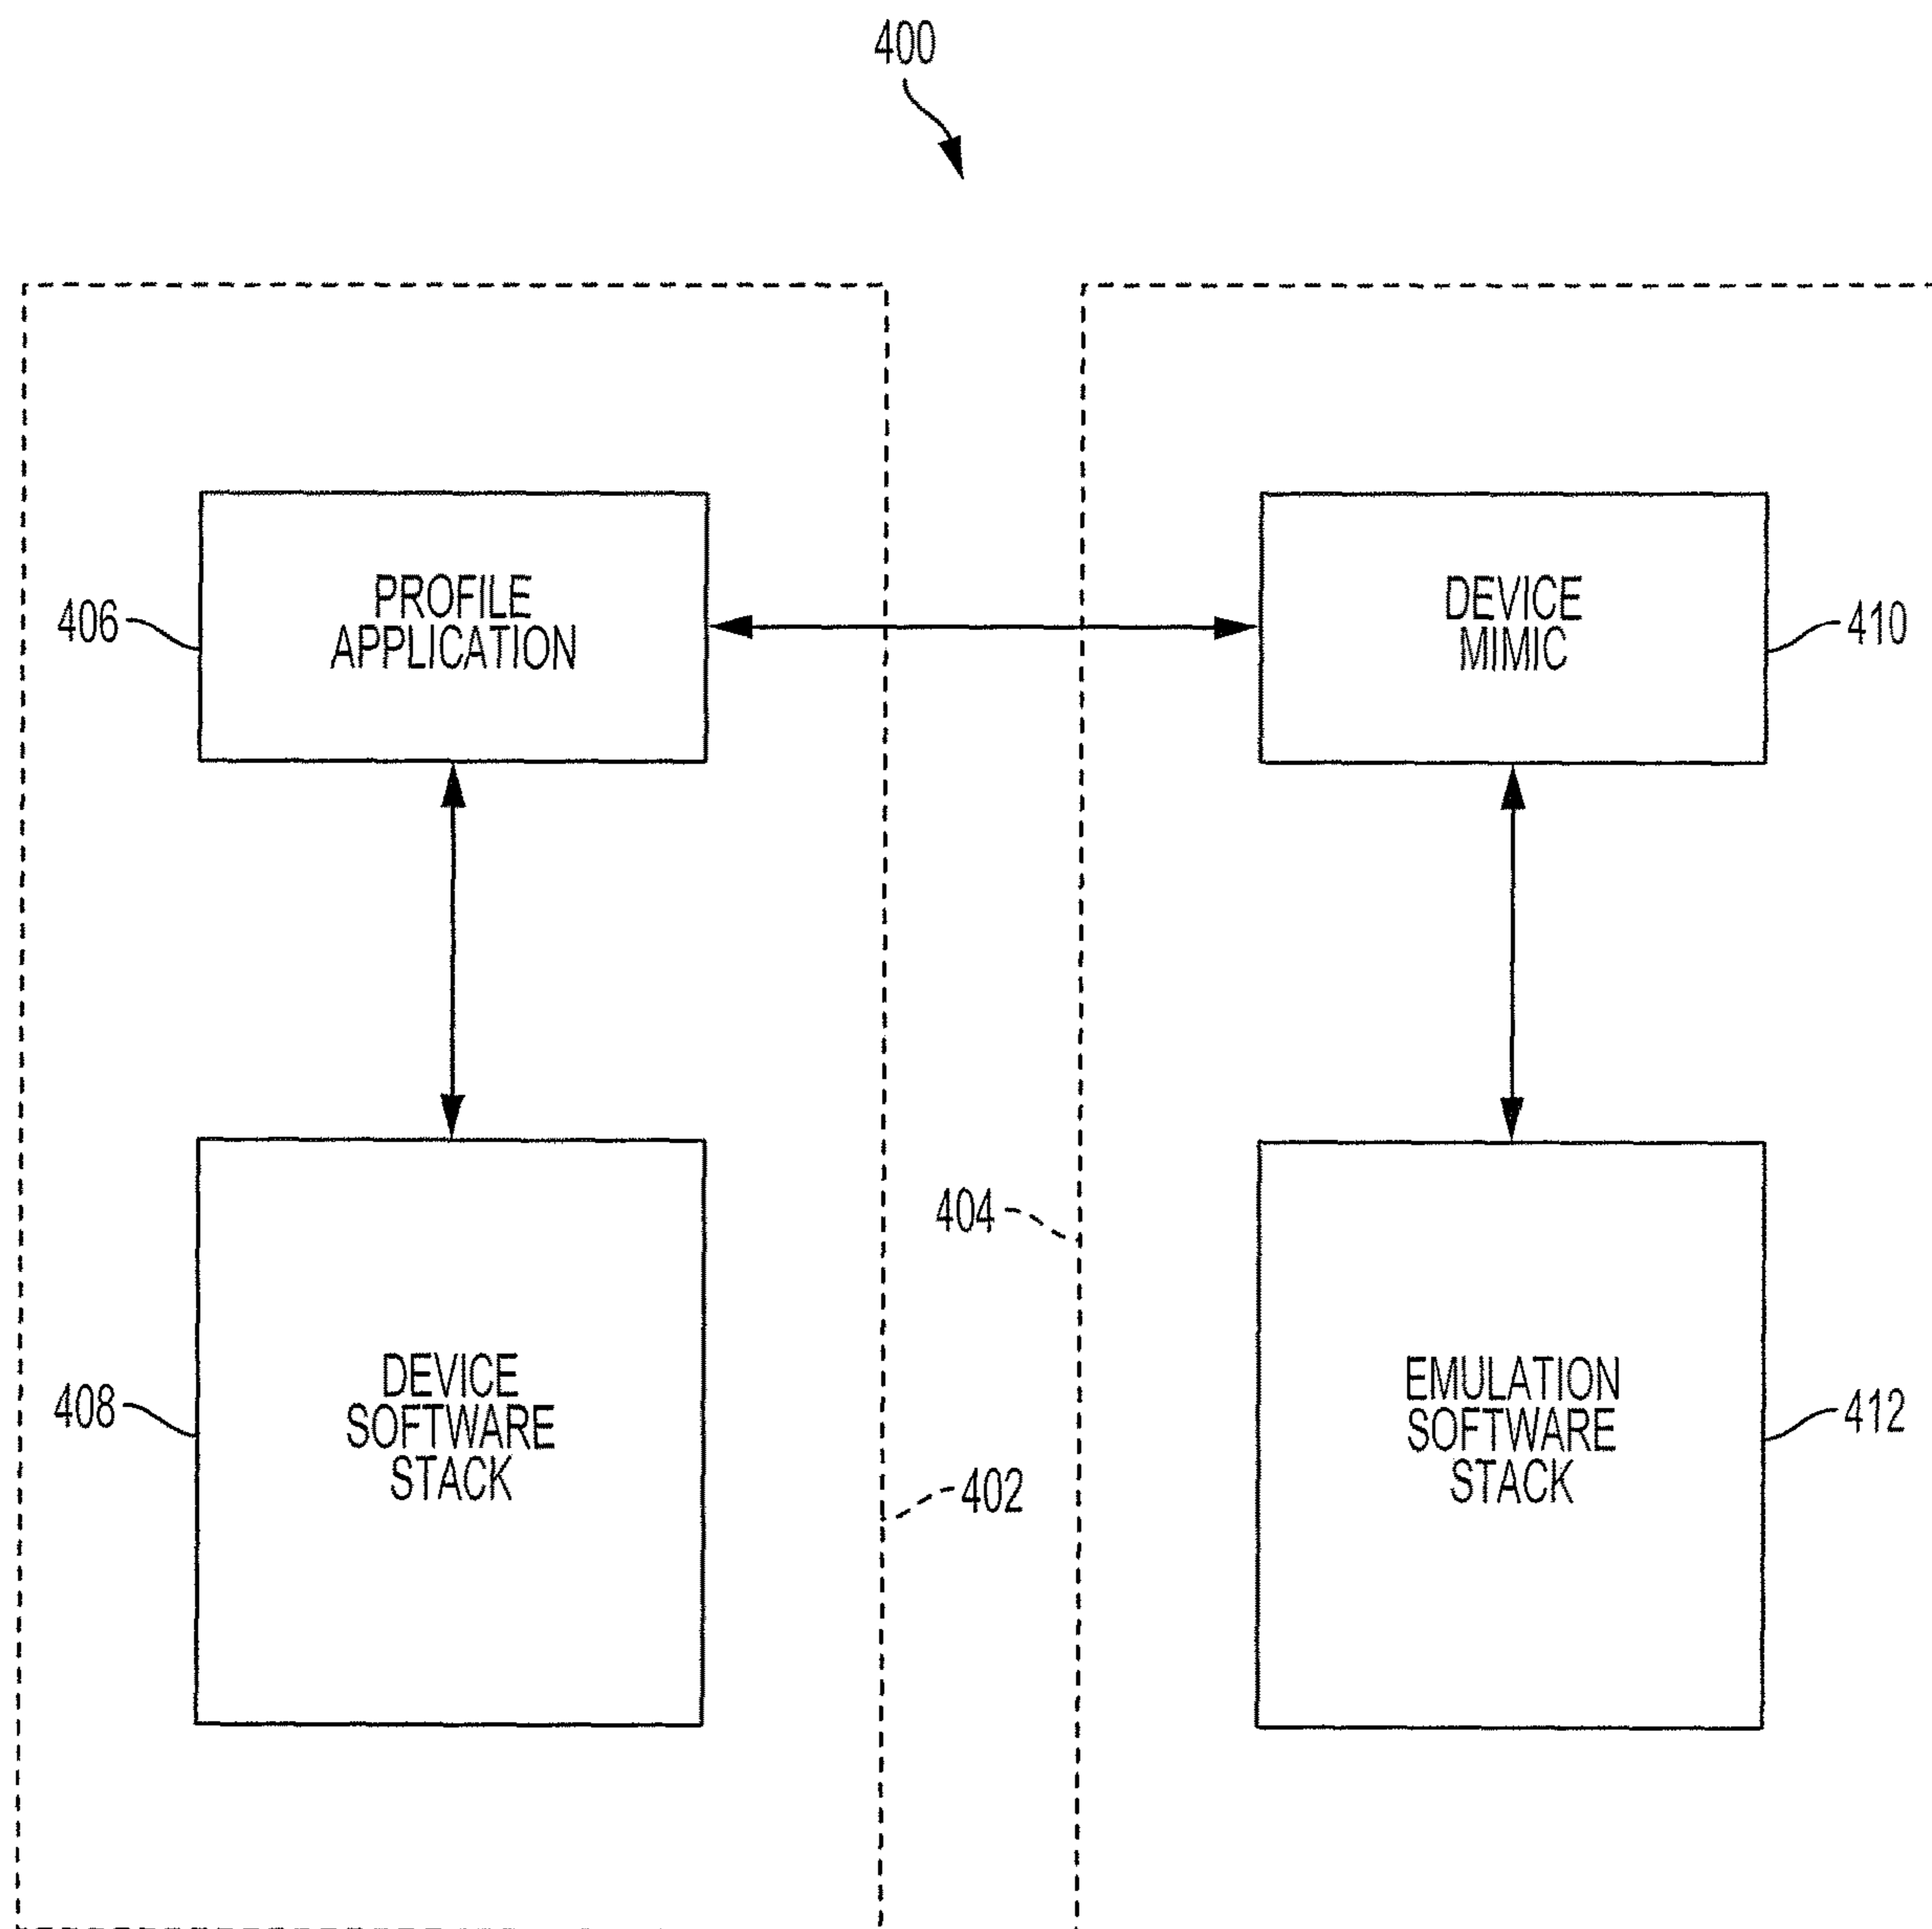 400
PROFILE
APPLICATION
406
DEVICE
MIMIC
410
404
DEVICE
SOFTWARE
STACK
408
402
EMULATION
SOFTWARE
STACK
412